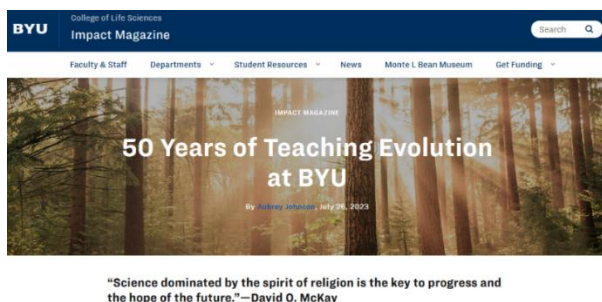 BYU
College of Life Sciences
Impact Magazine
Search
Faculty & Staff Departments Student Resources News Monte L Bean Museum Get Funding
IMPACT MAGAZINE
50 Years of Teaching Evolution
at BYU
By Aubrey Johnson, July 26, 2023
“Science dominated by the spirit of religion is the key to progress and
the hope of the future.”—David O. McKay